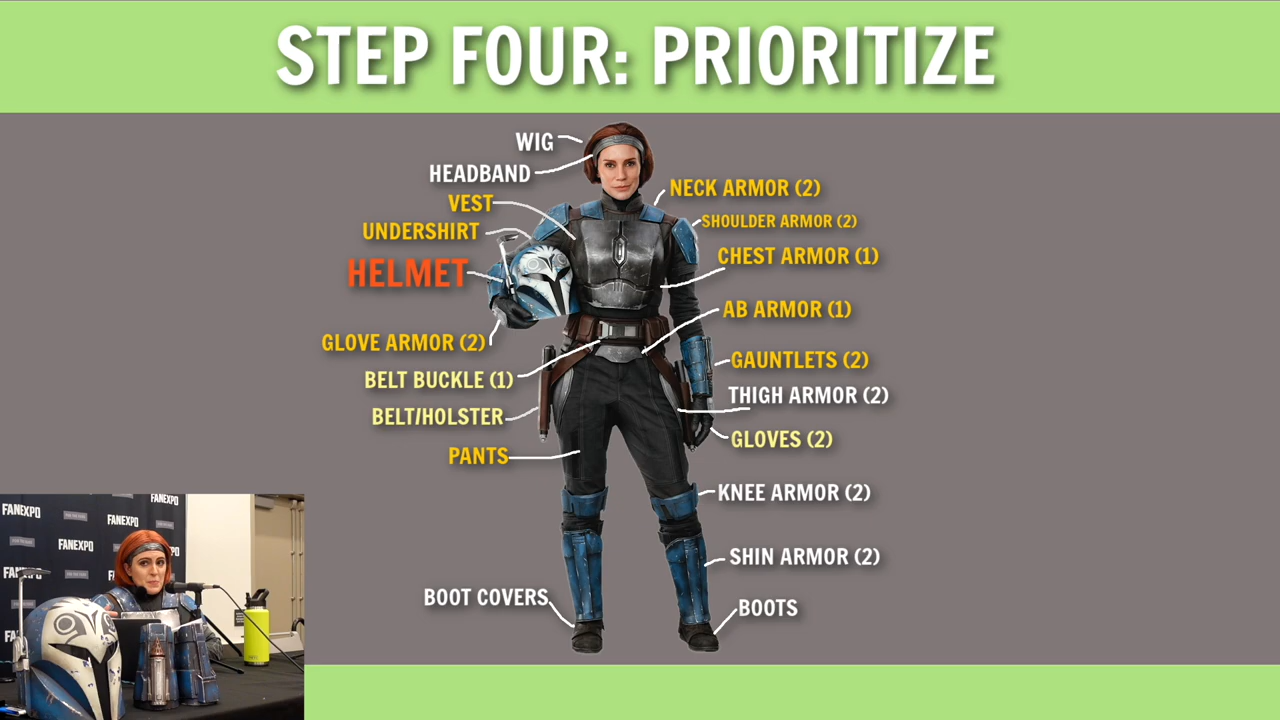 STEP FOUR: PRIORITIZE
WIG
HEADBAND
VEST
UNDERSHIRT
HELMET
GLOVE ARMOR (2)
BELT BUCKLE (1)
BELT/HOLSTER
PANTS
BOOT COVERS
NECK ARMOR (2)
SHOULDER ARMOR (2)
CHEST ARMOR (1)
AB ARMOR (1)
GAUNTLETS (2)
THIGH ARMOR (2)
GLOVES (2)
KNEE ARMOR (2)
SHIN ARMOR (2)
BOOTS
FANEXPO
FANEXPO
FANEXPO
FANEXPO